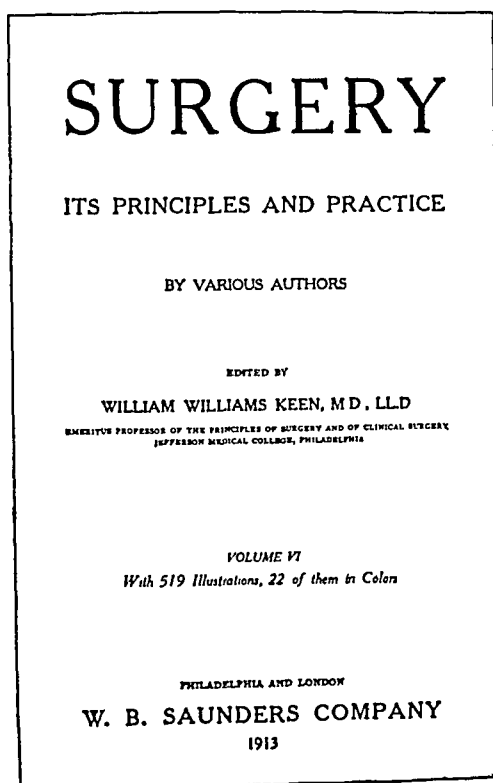 SURGERY
ITS PRINCIPLES AND PRACTICE
BY VARIOUS AUTHORS
EDITED BY
WILLIAM WILLIAMS KEEN, M D , LL.D
EMERITUS PROFESSOR OF THE PRINCIPLES OF SURGERY AND OF CLINICAL SURGERY,
JEFFERSON MEDICAL COLLEGE, PHILADELPHIA
VOLUME VI
With 519 Illustrations, 22 of them in Colors
PHILADELPHIA AND LONDON
W. B. SAUNDERS COMPANY
1913